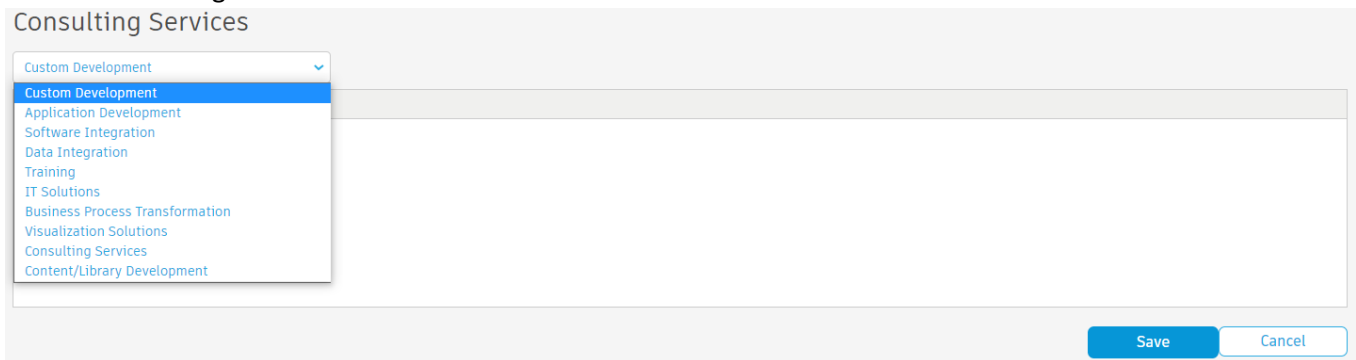 Consulting Services
Custom Development
Custom Development
Application Development
Software Integration
Data Integration
Training
IT Solutions
Business Process Transformation
Visualization Solutions
Consulting Services
Content/Library Development
Save
Cancel